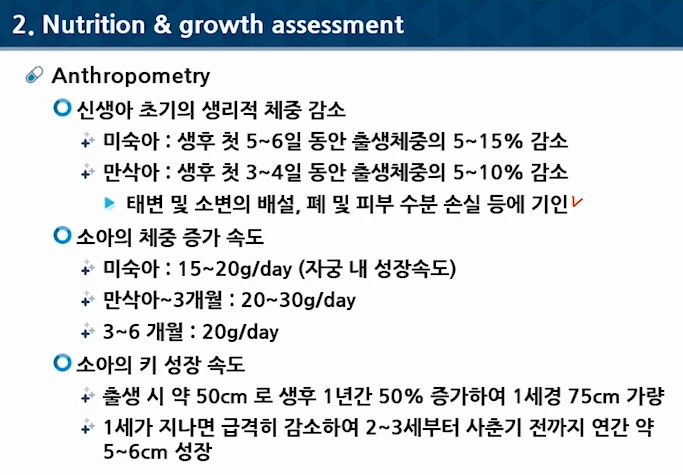 2. Nutrition & growth assessment
Anthropometry
신생아 초기의 생리적 체중 감소
미숙아 : 생후 첫 5~6일 동안 출생체중의 5~15% 감소
만삭아 : 생후 첫 3~4일 동안 출생체중의 5~10% 감소
태변 및 소변의 배설, 폐 및 피부 수분 손실 등에 기인
소아의 체중 증가 속도
미숙아 : 15~20g/day (자궁 내 성장속도)
만삭아~3개월 : 20~30g/day
3~6 개월 : 20g/day
소아의 키 성장 속도
출생 시 약 50cm 로 생후 1년간 50% 증가하여 1세경 75cm 가량
1세가 지나면 급격히 감소하여 2~3세부터 사춘기 전까지 연간 약
5~6cm 성장